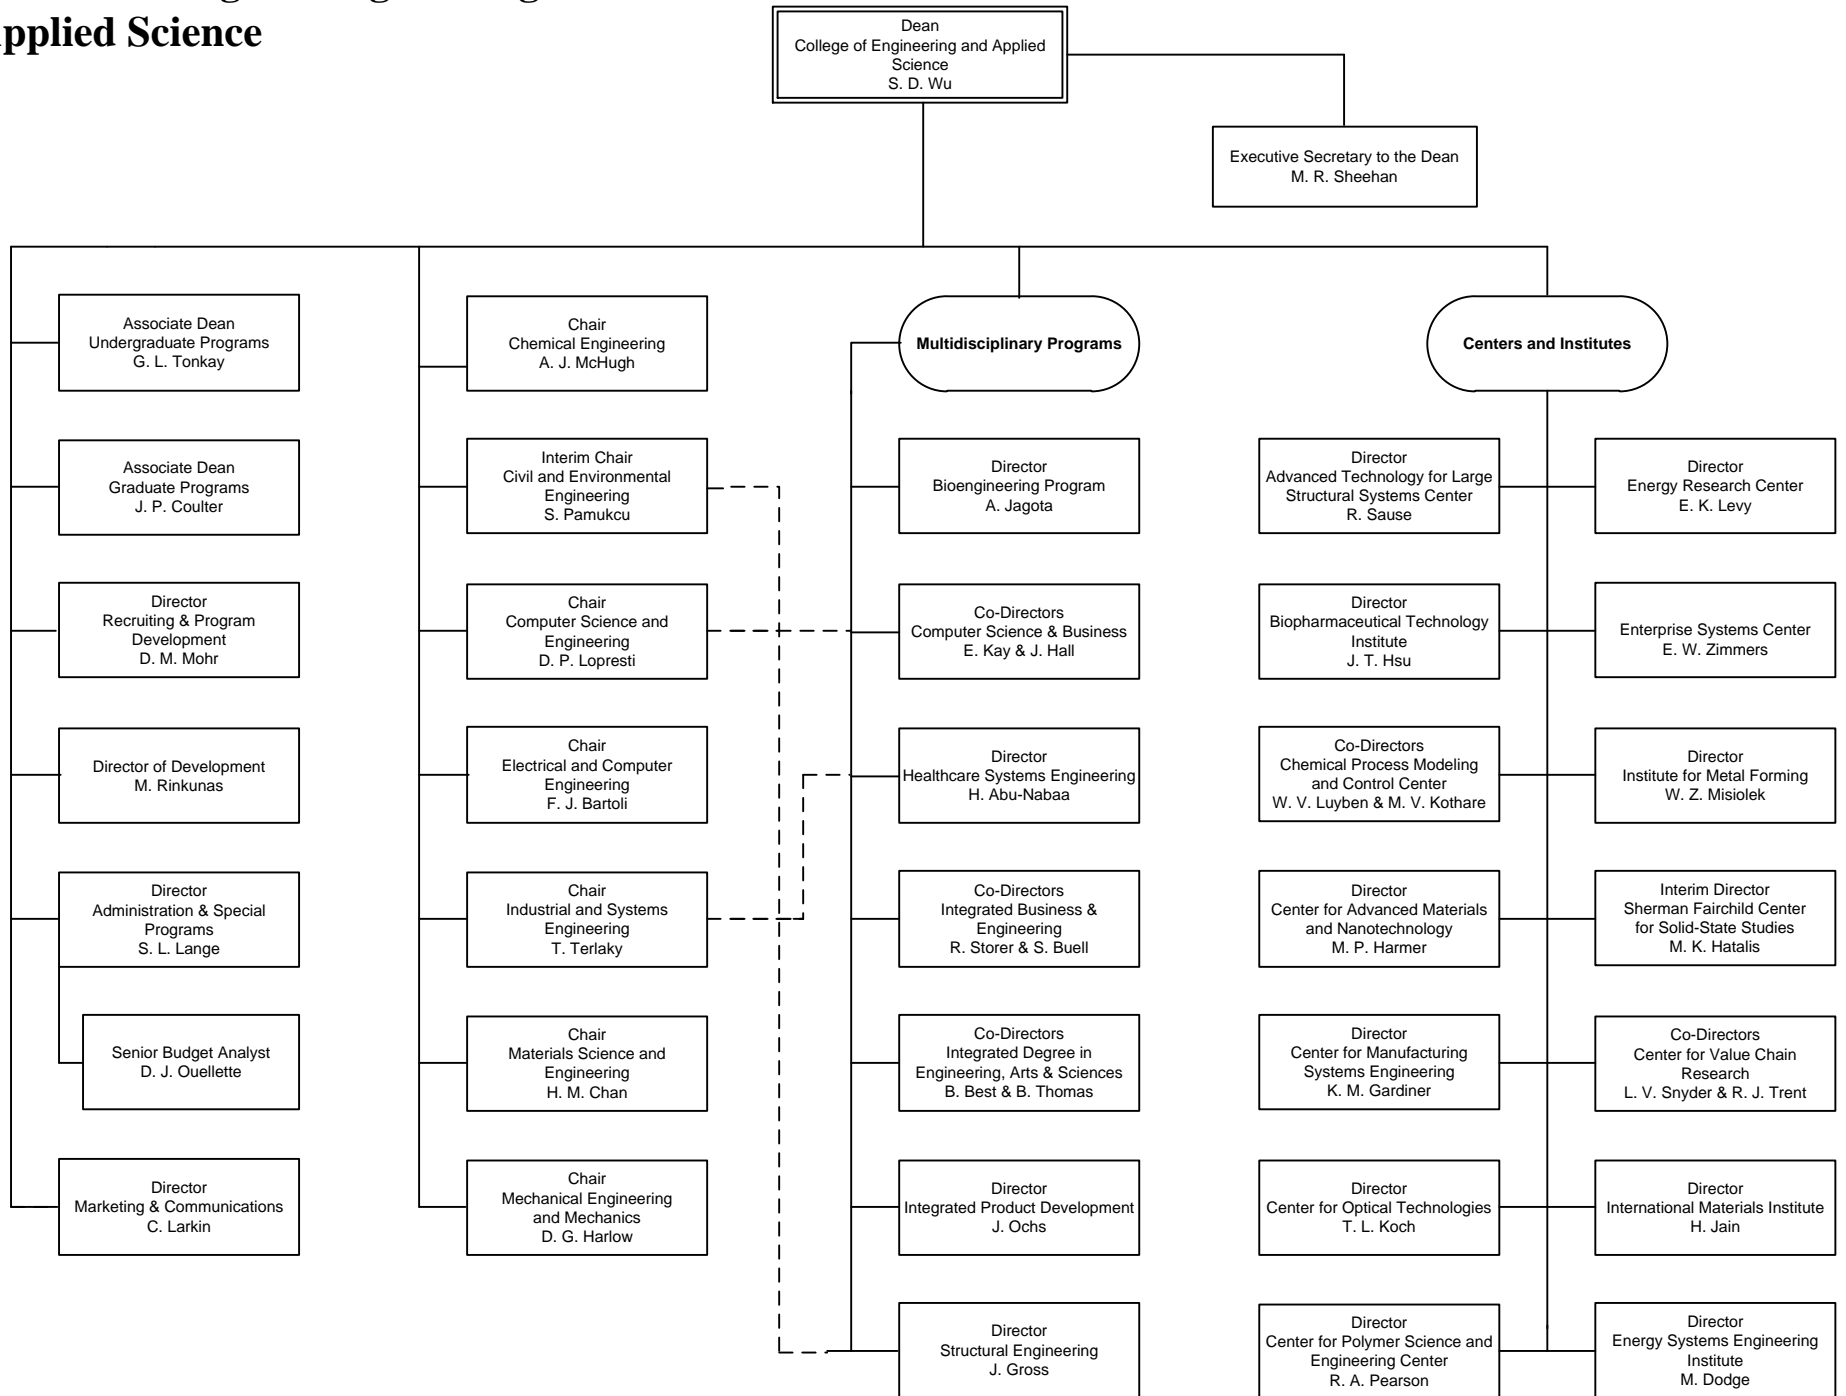 pplied Science
Dean
College of Engineering and Applied
Science
S. D. Wu
Executive Secretary to the Dean
M. R. Sheehan
Associate Dean
Undergraduate Programs
G. L. Tonkay
Associate Dean
Graduate Programs
J. P. Coulter
Director
Recruiting & Program
Development
D. M. Mohr
Director of Development
M. Rinkunas
Director
Administration & Special
Programs
S. L. Lange
Senior Budget Analyst
D. J. Ouellette
Director
Marketing & Communications
C. Larkin
Chair
Chemical Engineering
A. J. McHugh
Interim Chair
Civil and Environmental
Engineering
S. Pamukcu
Chair
Computer Science and
Engineering
D. P. Lopresti
Chair
Electrical and Computer
Engineering
F. J. Bartoli
Chair
Industrial and Systems
Engineering
T. Terlaky
Chair
Materials Science and
Engineering
H. M. Chan
Chair
Mechanical Engineering
and Mechanics
D. G. Harlow
Multidisciplinary Programs
Director
Bioengineering Program
A. Jagota
Co-Directors
Computer Science & Business
E. Kay & J. Hall
Director
Healthcare Systems Engineering
H. Abu-Nabaa
Co-Directors
Integrated Business &
Engineering
R. Storer & S. Buell
Co-Directors
Integrated Degree in
Engineering, Arts & Sciences
B. Best & B. Thomas
Director
Integrated Product Development
J. Ochs
Director
Structural Engineering
J. Gross
Centers and Institutes
Director
Advanced Technology for Large
Structural Systems Center
R. Sause
Director
Biopharmaceutical Technology
Institute
J. T. Hsu
Co-Directors
Chemical Process Modeling
and Control Center
W. V. Luyben & M. V. Kothare
Director
Center for Advanced Materials
and Nanotechnology
M. P. Harmer
Director
Center for Manufacturing
Systems Engineering
K. M. Gardiner
Director
Center for Optical Technologies
T. L. Koch
Director
Center for Polymer Science and
Engineering Center
R. A. Pearson
Director
Energy Research Center
E. K. Levy
Enterprise Systems Center
E. W. Zimmers
Director
Institute for Metal Forming
W. Z. Misiolek
Interim Director
Sherman Fairchild Center
for Solid-State Studies
M. K. Hatalis
Co-Directors
Center for Value Chain
Research
L. V. Snyder & R. J. Trent
Director
International Materials Institute
H. Jain
Director
Energy Systems Engineering
Institute
M. Dodge